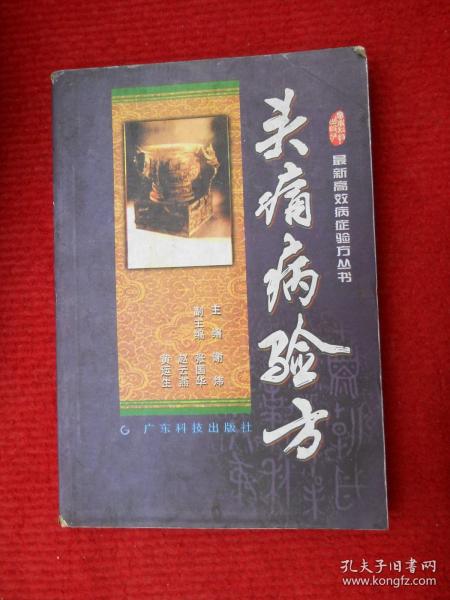 头痛病验方
最新高效病症验方丛书
主编 谢炜
副主编 张国华
赵云燕
黄运生
广东科技出版社
孔夫子旧书网
www.kongfz.com